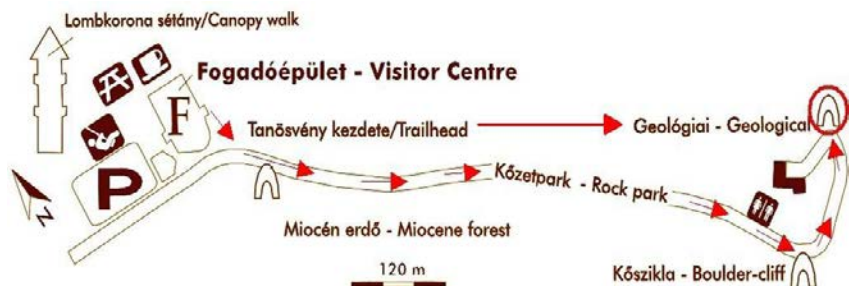 Lombkorona sétány/Canopy walk
Fogadóépület - Visitor Centre
F
Tanösvény kezdete/Trailhead
Geológiai - Geological
P
Kőzetpark - Rock park
N
Miocén erdő - Miocene forest
120 m
Kőszikla - Boulder-cliff